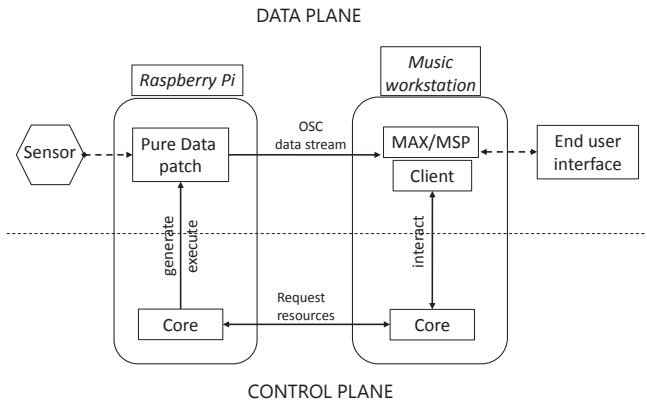 DATA PLANE
Raspberry Pi
Music
workstation
Sensor
Pure Data
patch
OSC
data stream
MAX/MSP
Client
End user
interface
generate
execute
interact
Core
Request
resources
Core
CONTROL PLANE